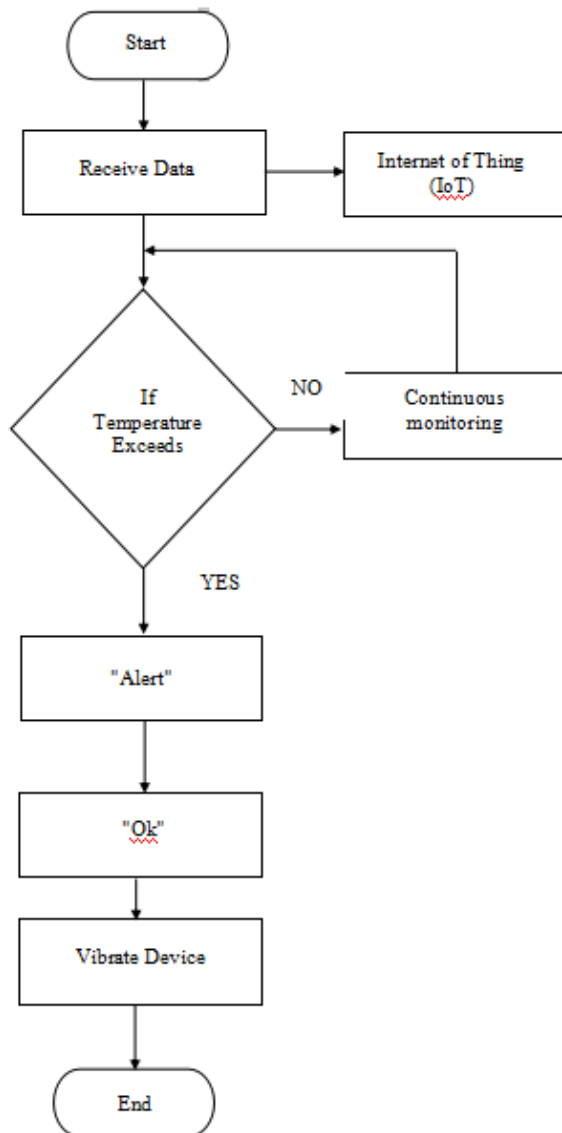 Start
Receive Data
Internet of Thing
(IoT)
If
Temperature
Exceeds
NO
Continuous
monitoring
YES
"Alert"
"Ok"
Vibrate Device
End